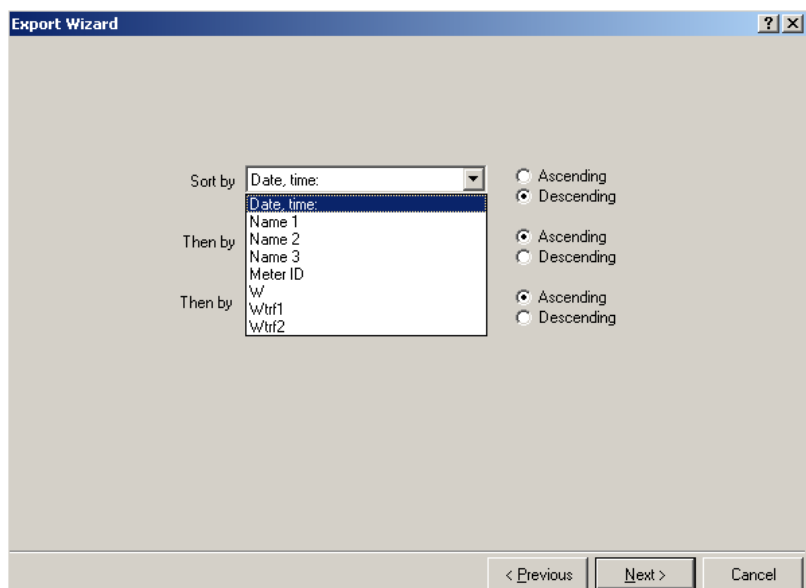 Export Wizard
Sort by Date, time: Ascending
Descending
Date, time:
Name 1
Then by Name 2 Ascending
Name 3 Descending
Meter ID
W
Then by Wtrf1 Ascending
Wtrf2 Descending
< Previous Next > Cancel